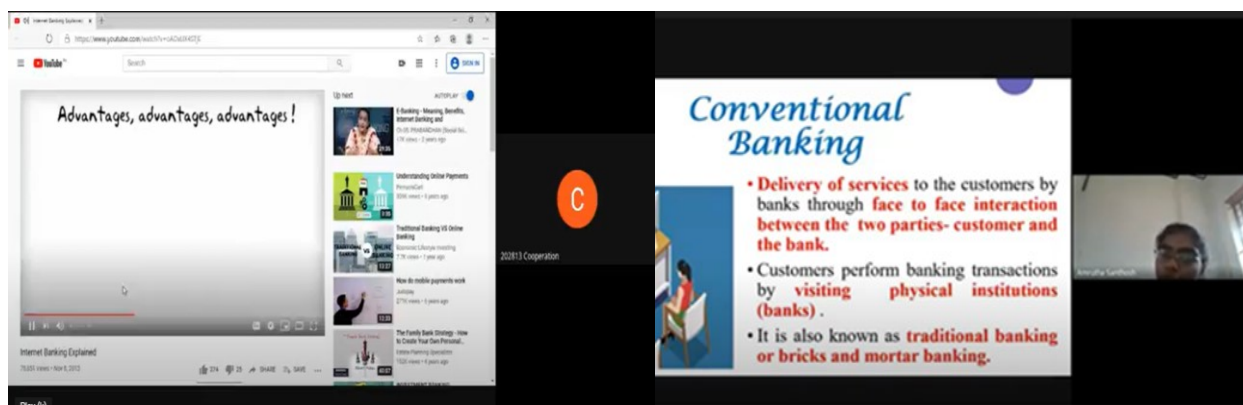 Internet Banking Explained
https://www.youtube.com/watch?v=
YouTube
Search
SIGN IN
Advantages, advantages, advantages !
Internet Banking Explained
SHARE
SAVE
Up next
AUTOPLAY
E-Banking - Meaning, Benefits,
Internet Banking and
Understanding Online Payments
Traditional Banking VS Online
Banking
How do mobile payments work
The Family Bank Strategy - How
to Create Your Own Personal...
C
202813 Cooperation
Conventional
Banking
• Delivery of services to the customers by
banks through face to face interaction
between the two parties- customer and
the bank.
• Customers perform banking transactions
by visiting physical institutions
(banks) .
• It is also known as traditional banking
or bricks and mortar banking.
Amrutha Santhosh